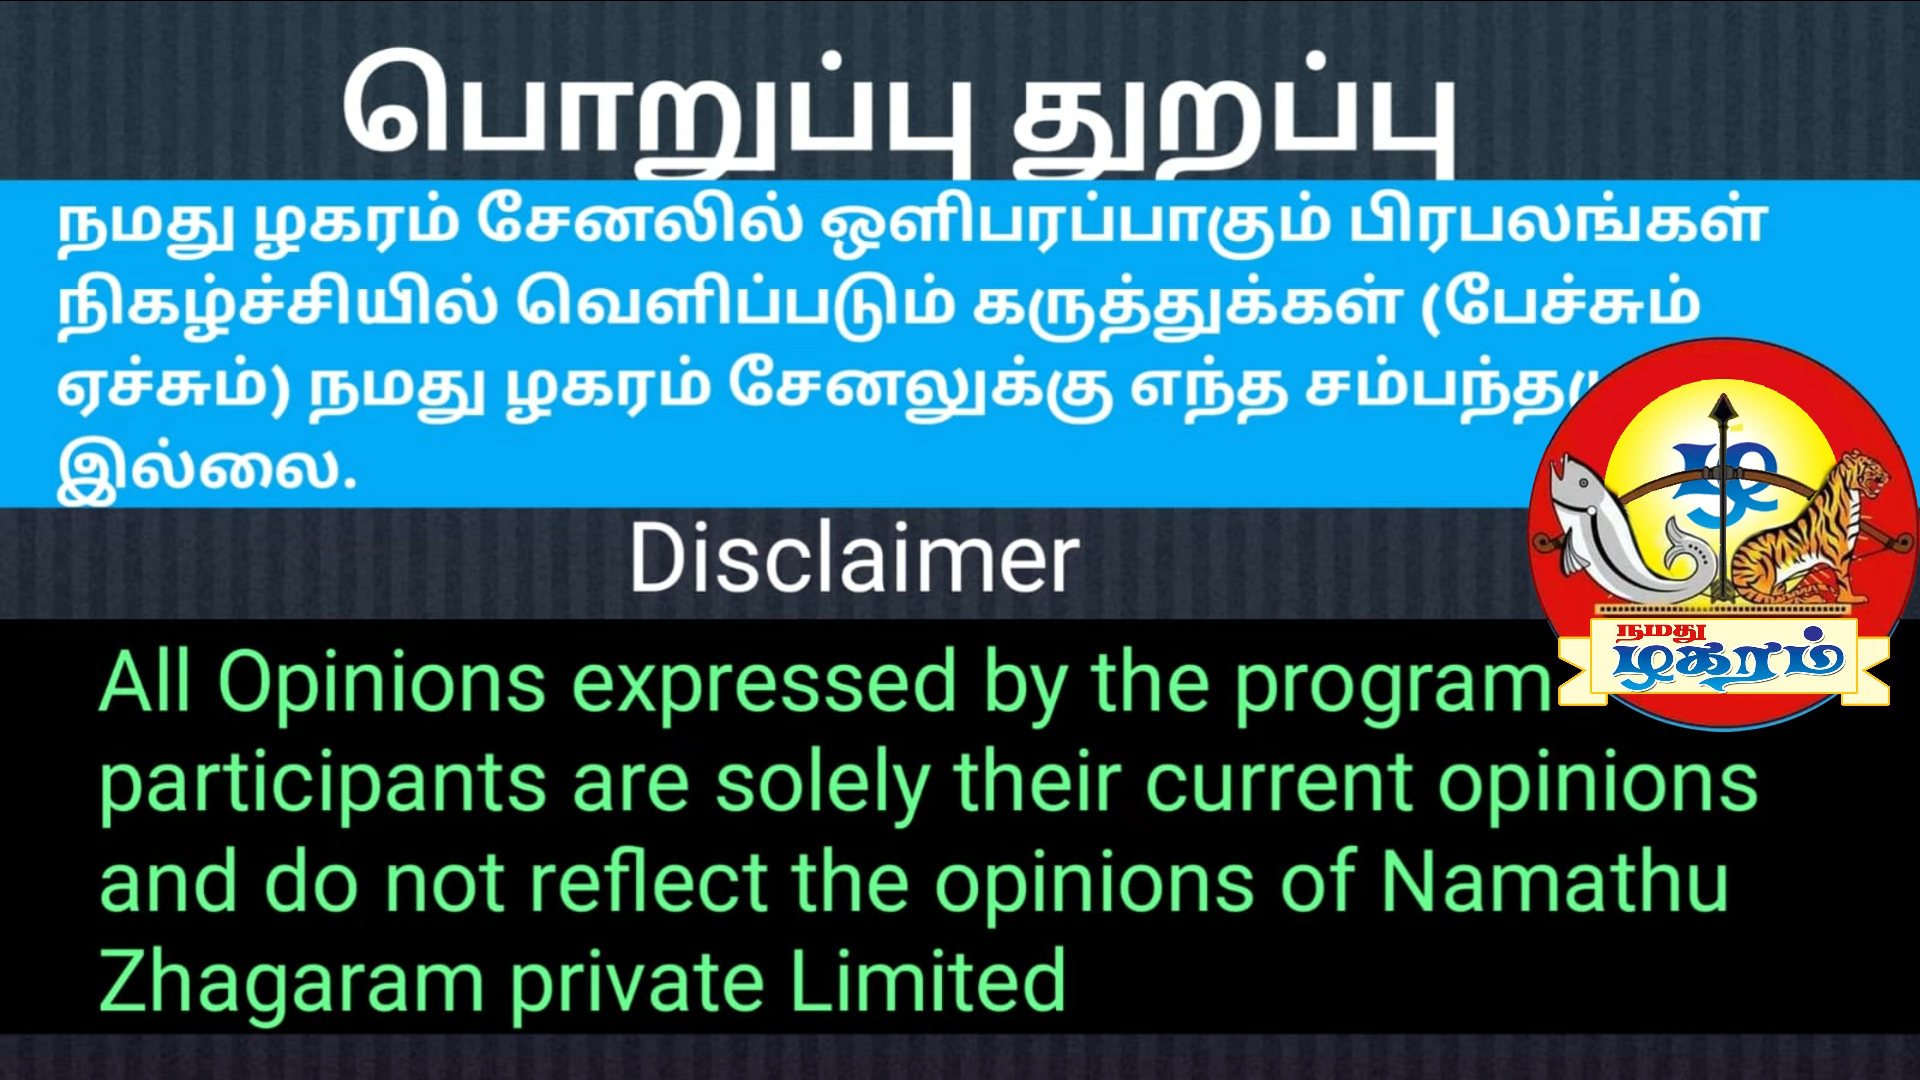 பொறுப்பு துறப்பு
நமது ழகரம் சேனலில் ஒளிபரப்பாகும் பிரபலங்கள்
நிகழ்ச்சியில் வெளிப்படும் கருத்துக்கள் (பேச்சும்
ஏச்சும்) நமது ழகரம் சேனலுக்கு எந்த
இல்லை.
Disclaimer
ழ
நமது
ழகரம்
All Opinions expressed by the program
participants are solely their current opinions
and do not reflect the opinions of Namathu
Zhagaram private Limited